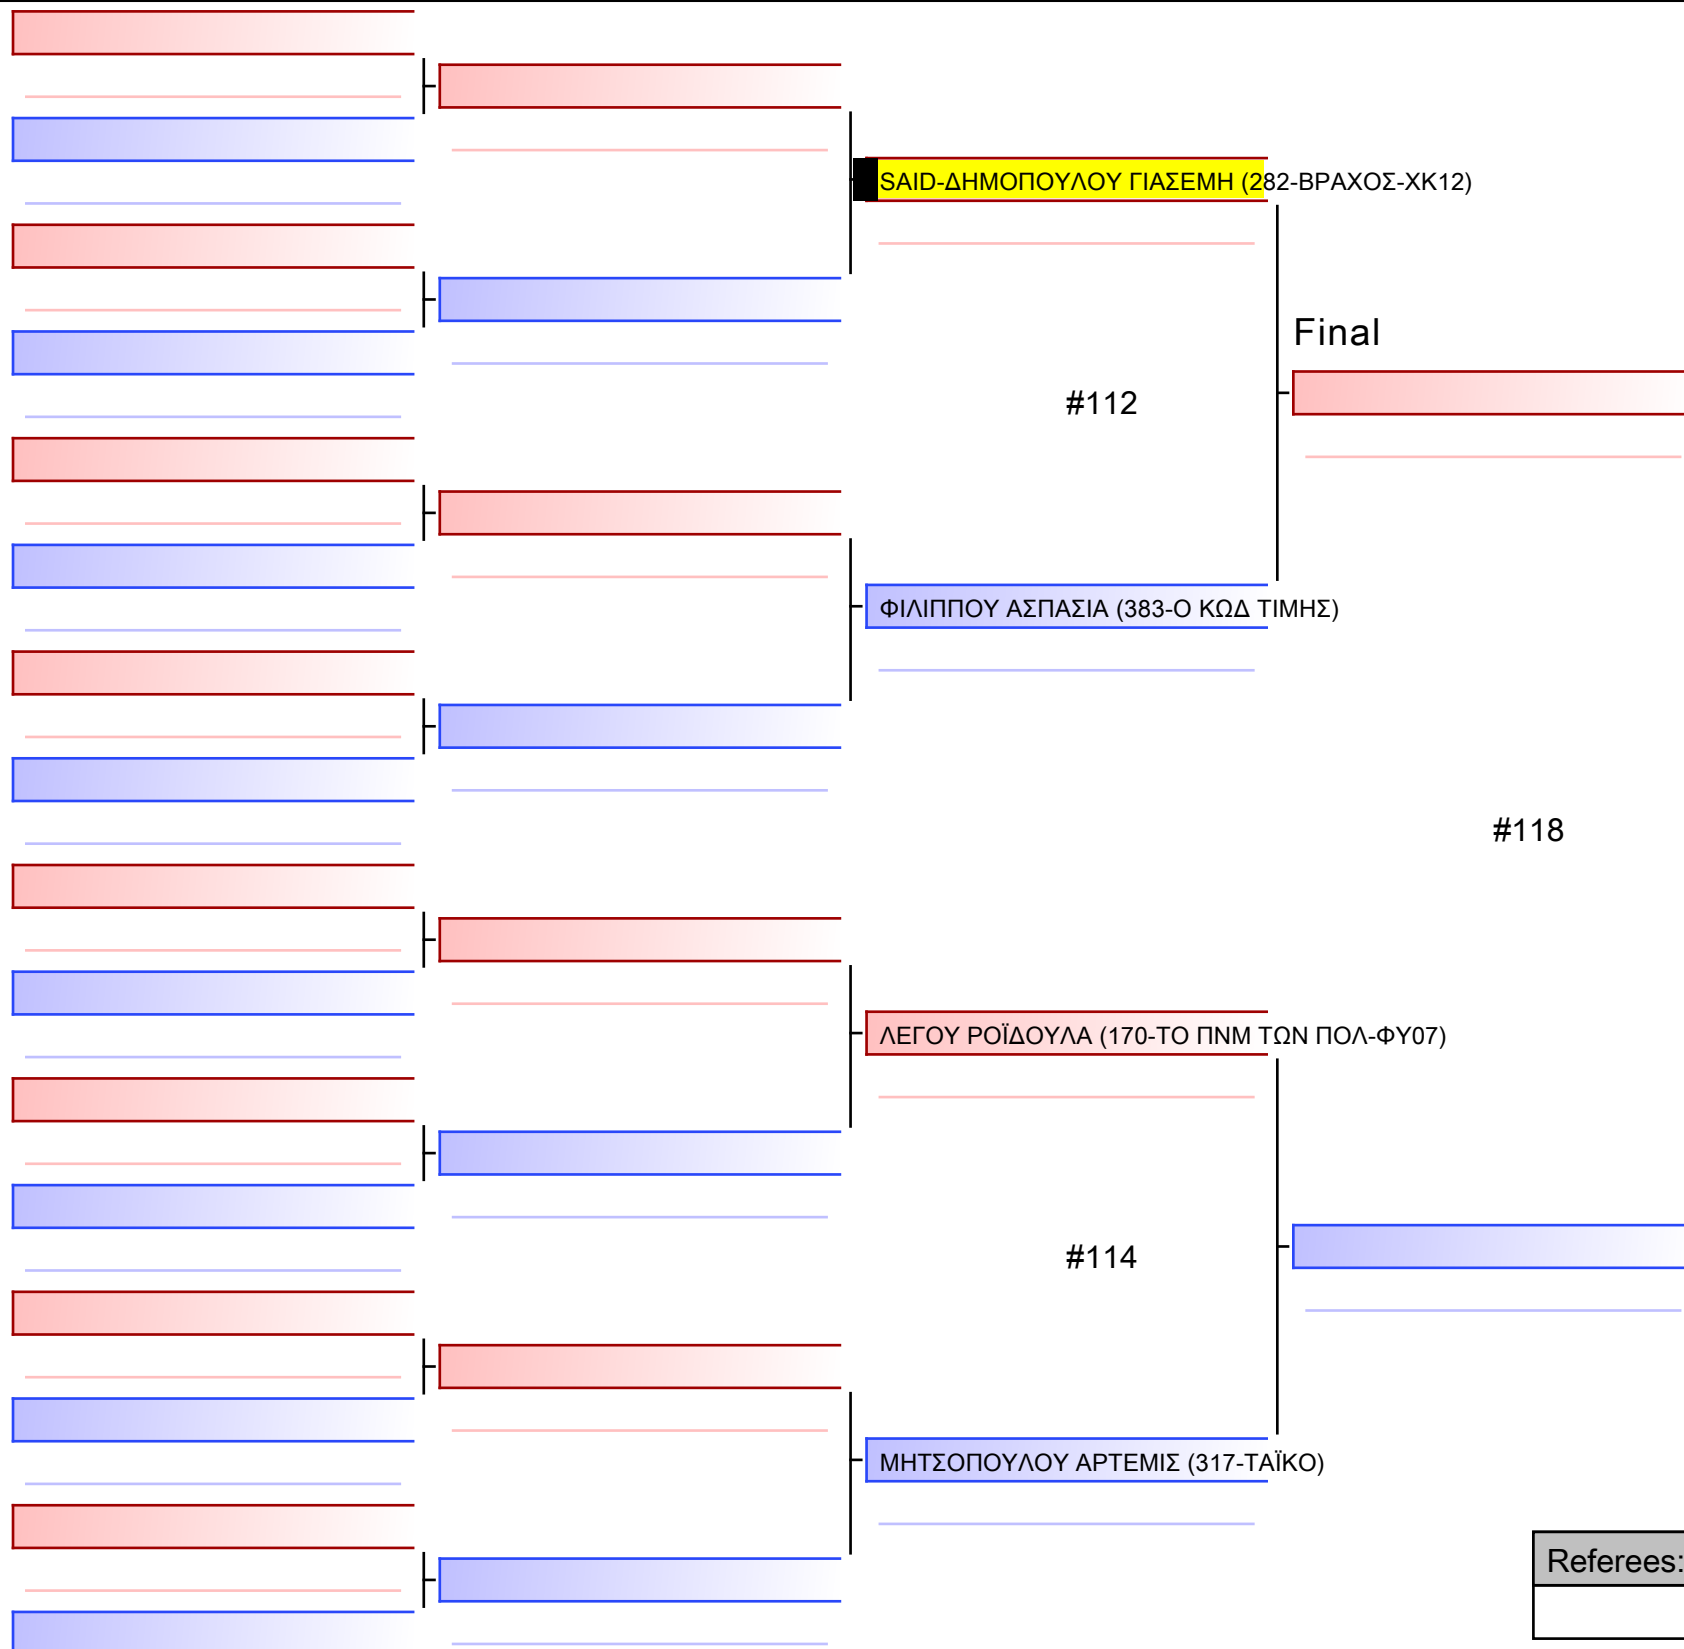 SAID-ΔΗΜΟΠΟΥΛΟΥ ΓΙΑΣΕΜΗ (282-ΒΡΑΧΟΣ-ΧΚ12)
Final
#112
ΦΙΛΙΠΠΟΥ ΑΣΠΑΣΙΑ (383-Ο ΚΩΔ ΤΙΜΗΣ)
#118
ΛΕΓΟΥ ΡΟΪΔΟΥΛΑ (170-ΤΟ ΠΝΜ ΤΩΝ ΠΟΛ-ΦΥ07)
#114
ΜΗΤΣΟΠΟΥΛΟΥ ΑΡΤΕΜΙΣ (317-ΤΑΪΚΟ)
Referees: